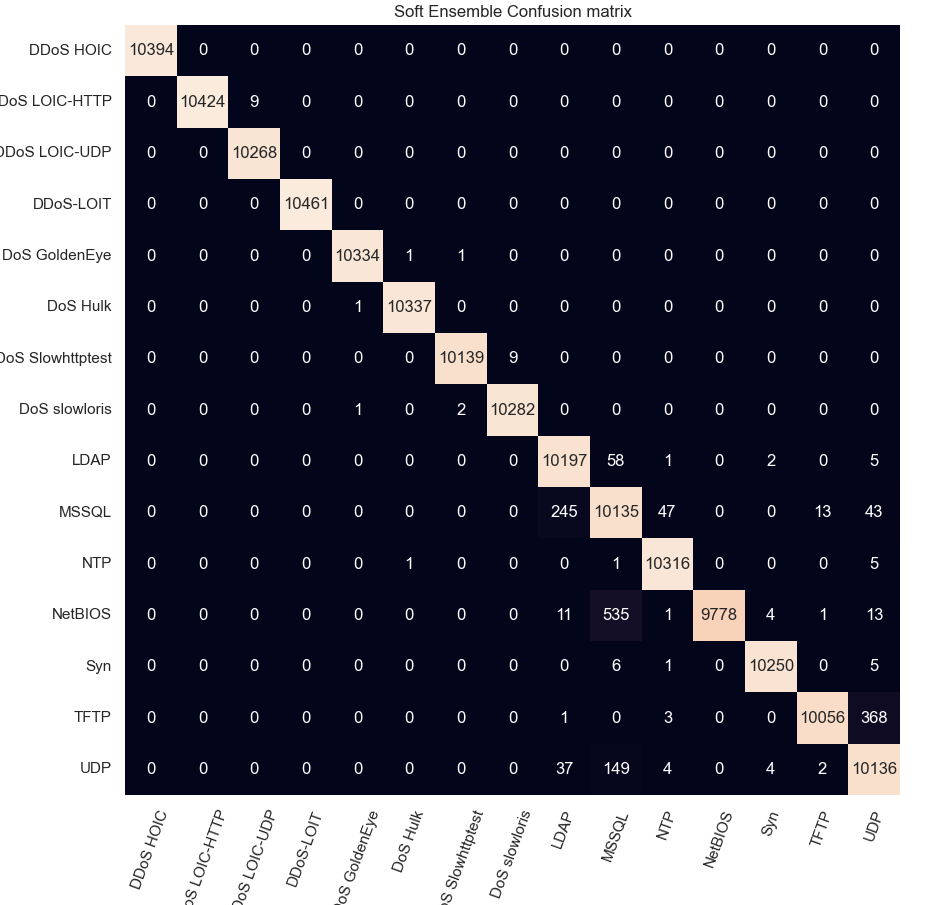 Soft Ensemble Confusion matrix
DDoS HOIC 10394 0 0 0 0 0 0 0 0 0 0 0 0 0 0
DoS LOIC-HTTP 0 10424 9 0 0 0 0 0 0 0 0 0 0 0 0
DDoS LOIC-UDP 0 0 10268 0 0 0 0 0 0 0 0 0 0 0 0
DDoS-LOIT 0 0 0 10461 0 0 0 0 0 0 0 0 0 0 0
DoS GoldenEye 0 0 0 0 10334 1 1 0 0 0 0 0 0 0 0
DoS Hulk 0 0 0 0 1 10337 0 0 0 0 0 0 0 0 0
DoS Slowhttptest 0 0 0 0 0 0 10139 9 0 0 0 0 0 0 0
DoS slowloris 0 0 0 0 1 0 2 10282 0 0 0 0 0 0 0
LDAP 0 0 0 0 0 0 0 0 10197 58 1 0 2 0 5
MSSQL 0 0 0 0 0 0 0 0 245 10135 47 0 0 13 43
NTP 0 0 0 0 0 1 0 0 0 1 10316 0 0 0 5
NetBIOS 0 0 0 0 0 0 0 0 11 535 1 9778 4 1 13
Syn 0 0 0 0 0 0 0 0 0 6 1 0 10250 0 5
TFTP 0 0 0 0 0 0 0 0 1 0 3 0 0 10056 368
UDP 0 0 0 0 0 0 0 0 37 149 4 0 4 2 10136
DDoS HOIC
oS LOIC-HTTP
DoS LOIC-UDP
DDoS-LOIT
DoS GoldenEye
DoS Hulk
S Slowhttptest
DoS slowloris
LDAP
MSSQL
NTP
NetBIOS
Syn
TFTP
UDP